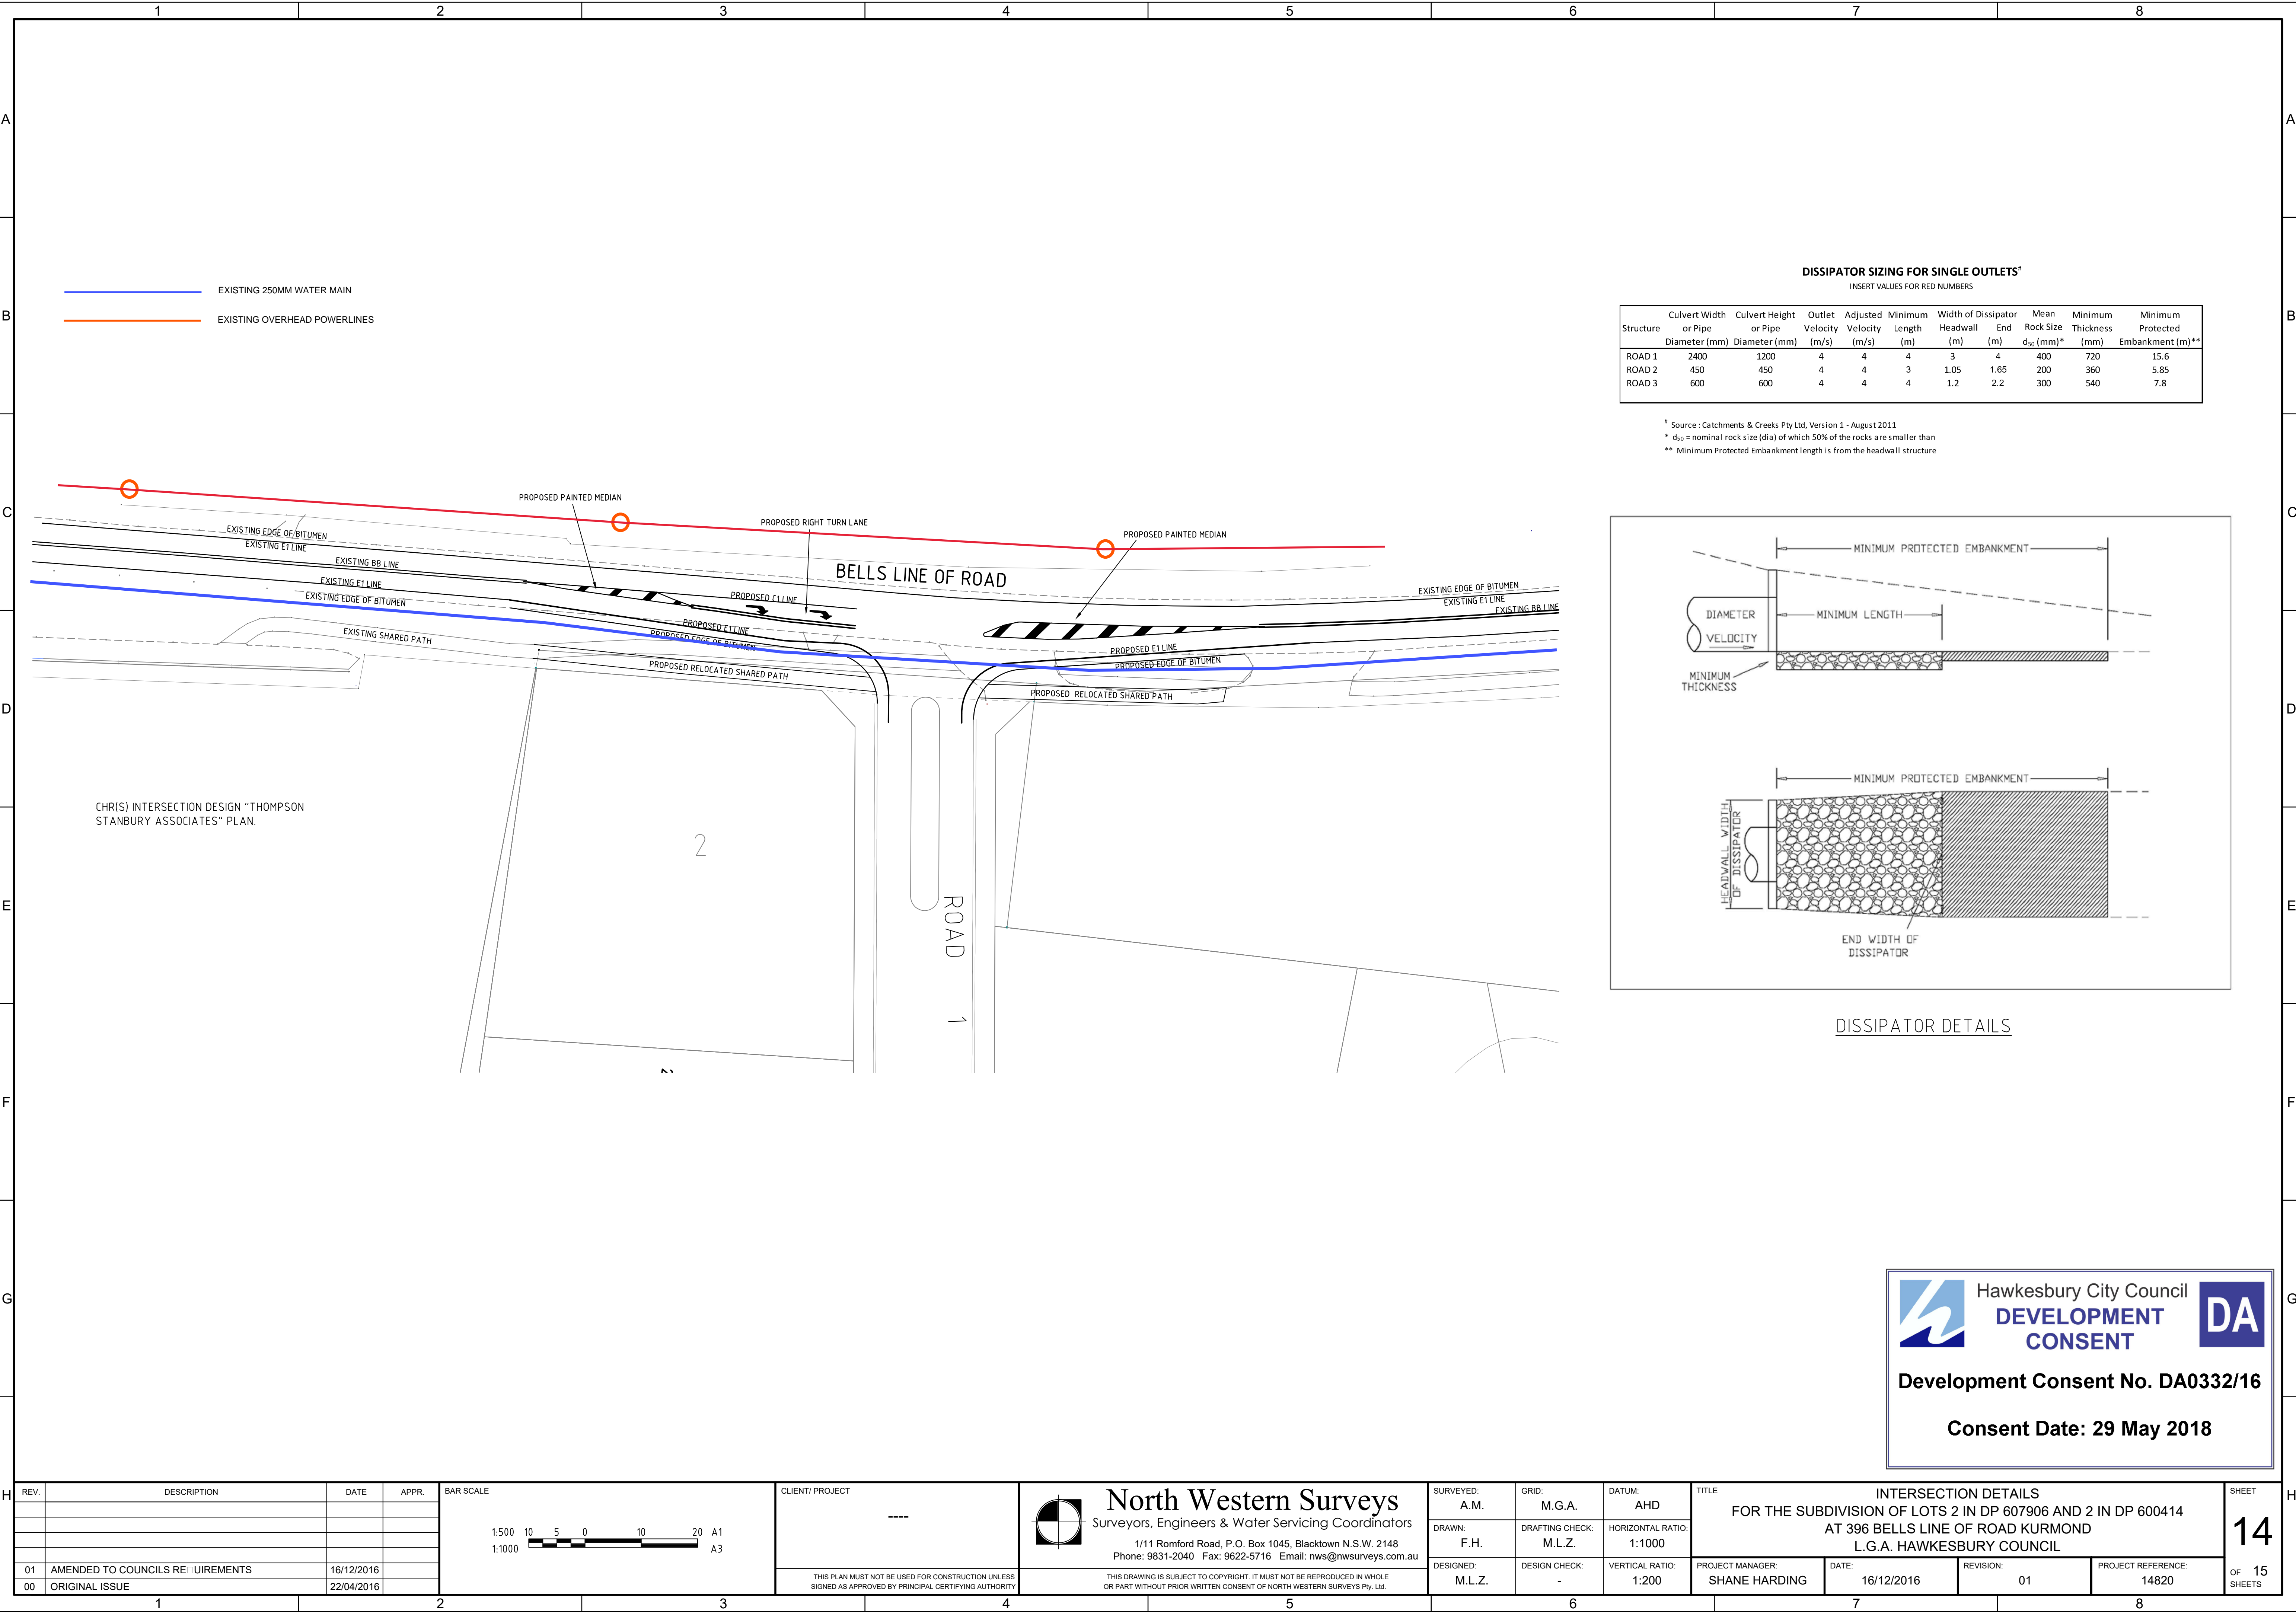 1 2 3 4 5 6 7 8
A A
B B
C C
D D
E E
F F
G G
H H
EXISTING 250MM WATER MAIN
EXISTING OVERHEAD POWERLINES
DISSIPATOR SIZING FOR SINGLE OUTLETS#
INSERT VALUES FOR RED NUMBERS
Culvert Width Culvert Height Outlet Adjusted Minimum Width of Dissipator Mean Minimum Minimum
Structure or Pipe or Pipe Velocity Velocity Length Headwall End Rock Size Thickness Protected
Diameter (mm) Diameter (mm) (m/s) (m/s) (m) (m) (m) d50 (mm)* (mm) Embankment (m)**
ROAD 1 2400 1200 4 4 4 3 4 400 720 15.6
ROAD 2 450 450 4 4 3 1.05 1.65 200 360 5.85
ROAD 3 600 600 4 4 4 1.2 2.2 300 540 7.8
# Source : Catchments & Creeks Pty Ltd, Version 1 - August 2011
* d50 = nominal rock size (dia) of which 50% of the rocks are smaller than
** Minimum Protected Embankment length is from the headwall structure
PROPOSED PAINTED MEDIAN
PROPOSED RIGHT TURN LANE
PROPOSED PAINTED MEDIAN
EXISTING EDGE OF BITUMEN
EXISTING E1 LINE
EXISTING BB LINE
EXISTING E1 LINE
EXISTING EDGE OF BITUMEN
EXISTING SHARED PATH
BELLS LINE OF ROAD
PROPOSED C1 LINE
PROPOSED E1 LINE
PROPOSED EDGE OF BITUMEN
PROPOSED RELOCATED SHARED PATH
EXISTING EDGE OF BITUMEN
EXISTING E1 LINE
EXISTING BB LINE
PROPOSED E1 LINE
PROPOSED EDGE OF BITUMEN
PROPOSED RELOCATED SHARED PATH
CHR(S) INTERSECTION DESIGN "THOMPSON
STANBURY ASSOCIATES" PLAN.
2
ROAD 1
MINIMUM PROTECTED EMBANKMENT
DIAMETER
MINIMUM LENGTH
VELOCITY
MINIMUM
THICKNESS
MINIMUM PROTECTED EMBANKMENT
HEADWALL WIDTH
OF DISSIPATOR
END WIDTH OF
DISSIPATOR
DISSIPATOR DETAILS
Hawkesbury City Council
DEVELOPMENT
CONSENT
DA
Development Consent No. DA0332/16
Consent Date: 29 May 2018
REV. DESCRIPTION DATE APPR.
01 AMENDED TO COUNCILS RE□UIREMENTS 16/12/2016
00 ORIGINAL ISSUE 22/04/2016
BAR SCALE
1:500 10 5 0 10 20 A1
1:1000 A3
CLIENT/ PROJECT
----
THIS PLAN MUST NOT BE USED FOR CONSTRUCTION UNLESS
SIGNED AS APPROVED BY PRINCIPAL CERTIFYING AUTHORITY
North Western Surveys
Surveyors, Engineers & Water Servicing Coordinators
1/11 Romford Road, P.O. Box 1045, Blacktown N.S.W. 2148
Phone: 9831-2040 Fax: 9622-5716 Email: nws@nwsurveys.com.au
THIS DRAWING IS SUBJECT TO COPYRIGHT. IT MUST NOT BE REPRODUCED IN WHOLE
OR PART WITHOUT PRIOR WRITTEN CONSENT OF NORTH WESTERN SURVEYS Pty. Ltd.
SURVEYED: A.M.
GRID: M.G.A.
DATUM: AHD
DRAWN: F.H.
DRAFTING CHECK: M.L.Z.
HORIZONTAL RATIO: 1:1000
DESIGNED: M.L.Z.
DESIGN CHECK: -
VERTICAL RATIO: 1:200
TITLE
INTERSECTION DETAILS
FOR THE SUBDIVISION OF LOTS 2 IN DP 607906 AND 2 IN DP 600414
AT 396 BELLS LINE OF ROAD KURMOND
L.G.A. HAWKESBURY COUNCIL
PROJECT MANAGER: SHANE HARDING
DATE: 16/12/2016
REVISION: 01
PROJECT REFERENCE: 14820
SHEET
14
OF 15
SHEETS
1 2 3 4 5 6 7 8